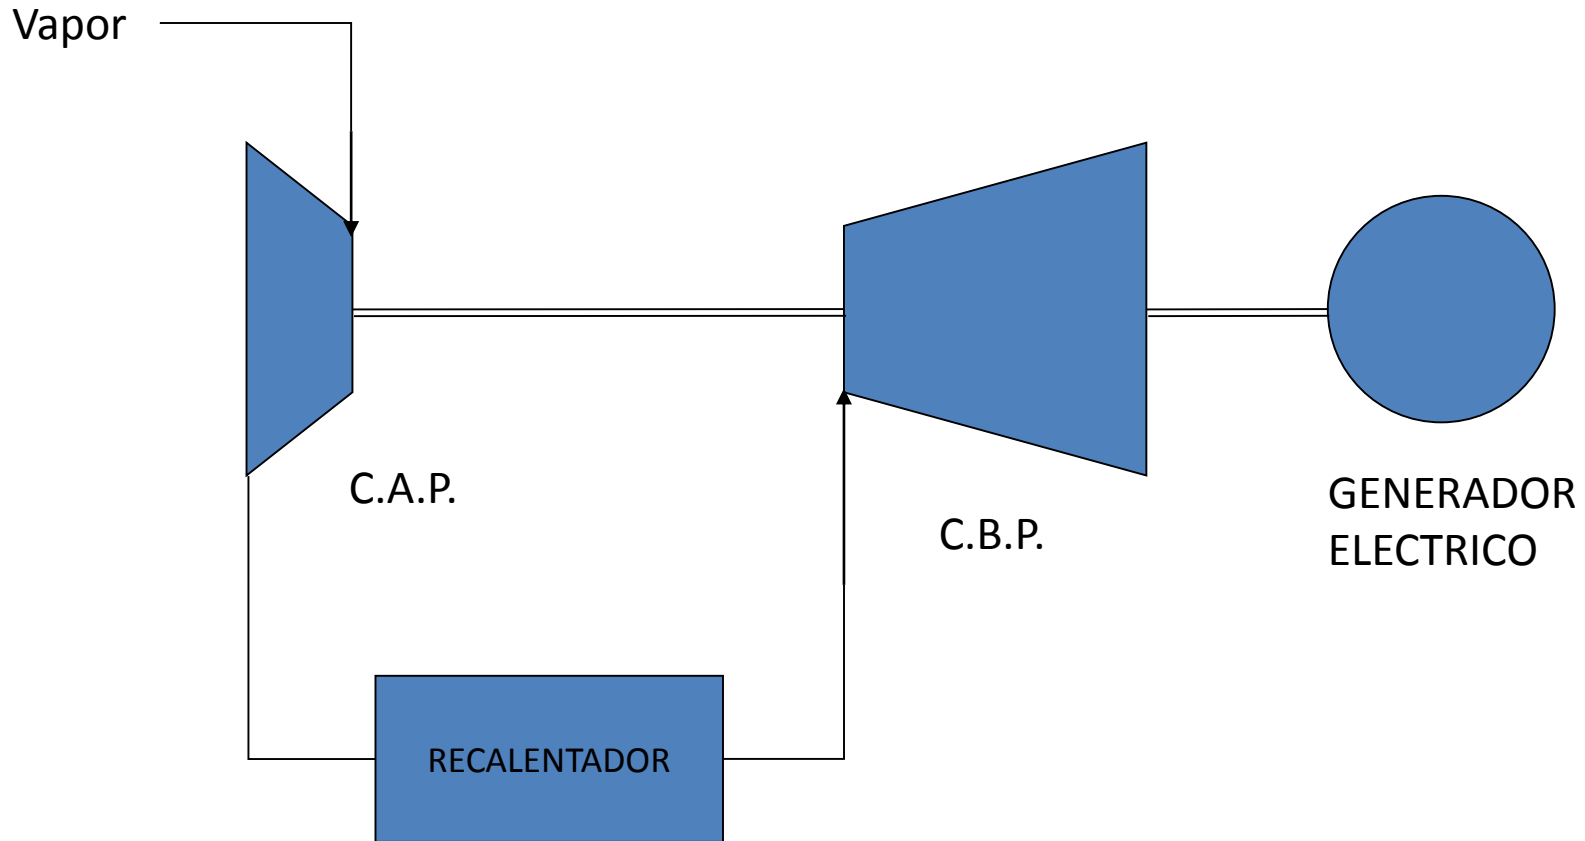 Vapor
C.A.P.
C.B.P.
GENERADOR
ELECTRICO
RECALENTADOR